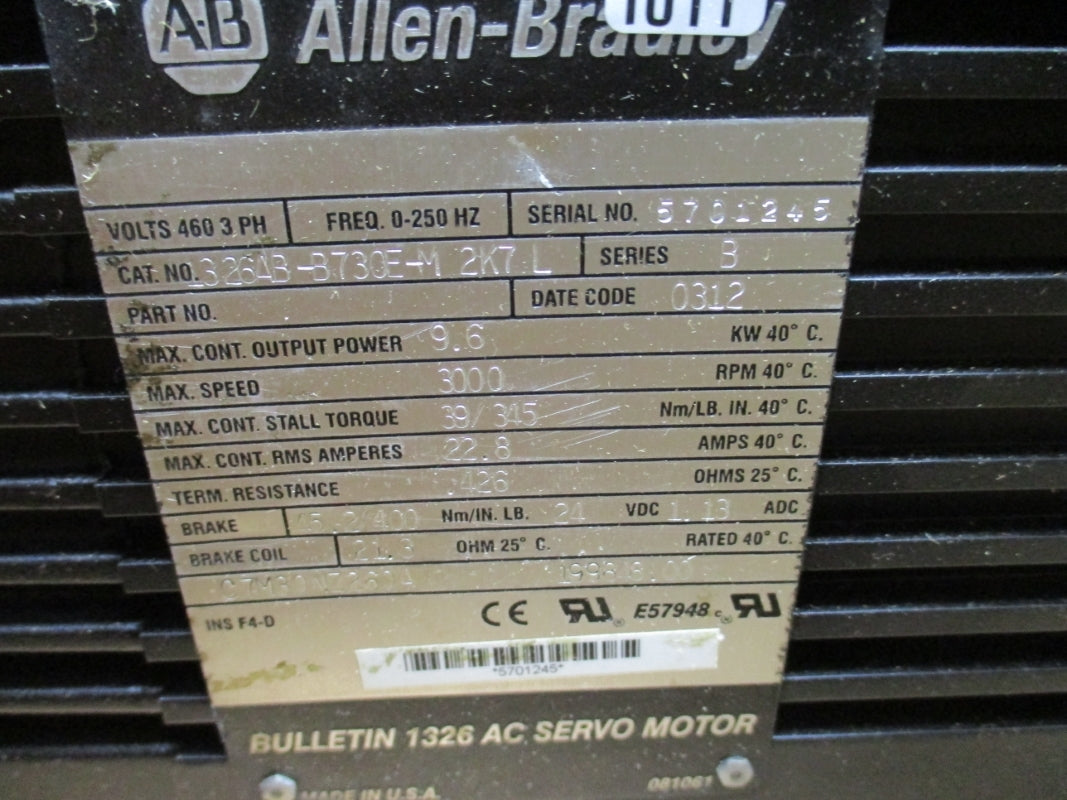 A-B Allen-Bradley 1011
VOLTS 460 3 PH FREQ. 0-250 HZ SERIAL NO. 5701245
CAT. NO. 1326AB-B730E-M 2K7 L SERIES B
PART NO. DATE CODE 0312
MAX. CONT. OUTPUT POWER 9.6 KW 40° C.
MAX. SPEED 3000 RPM 40° C.
MAX. CONT. STALL TORQUE 39/345 Nm/LB. IN. 40° C.
MAX. CONT. RMS AMPERES 22.8 AMPS 40° C.
TERM. RESISTANCE .426 OHMS 25° C.
BRAKE 45.2/400 Nm/IN. LB. 24 VDC 1.13 ADC
BRAKE COIL 21.3 OHM 25° C. RATED 40° C.
INS F4-D CE RU® E57948 c RU®
*5701245*
BULLETIN 1326 AC SERVO MOTOR
MADE IN U.S.A. 081061